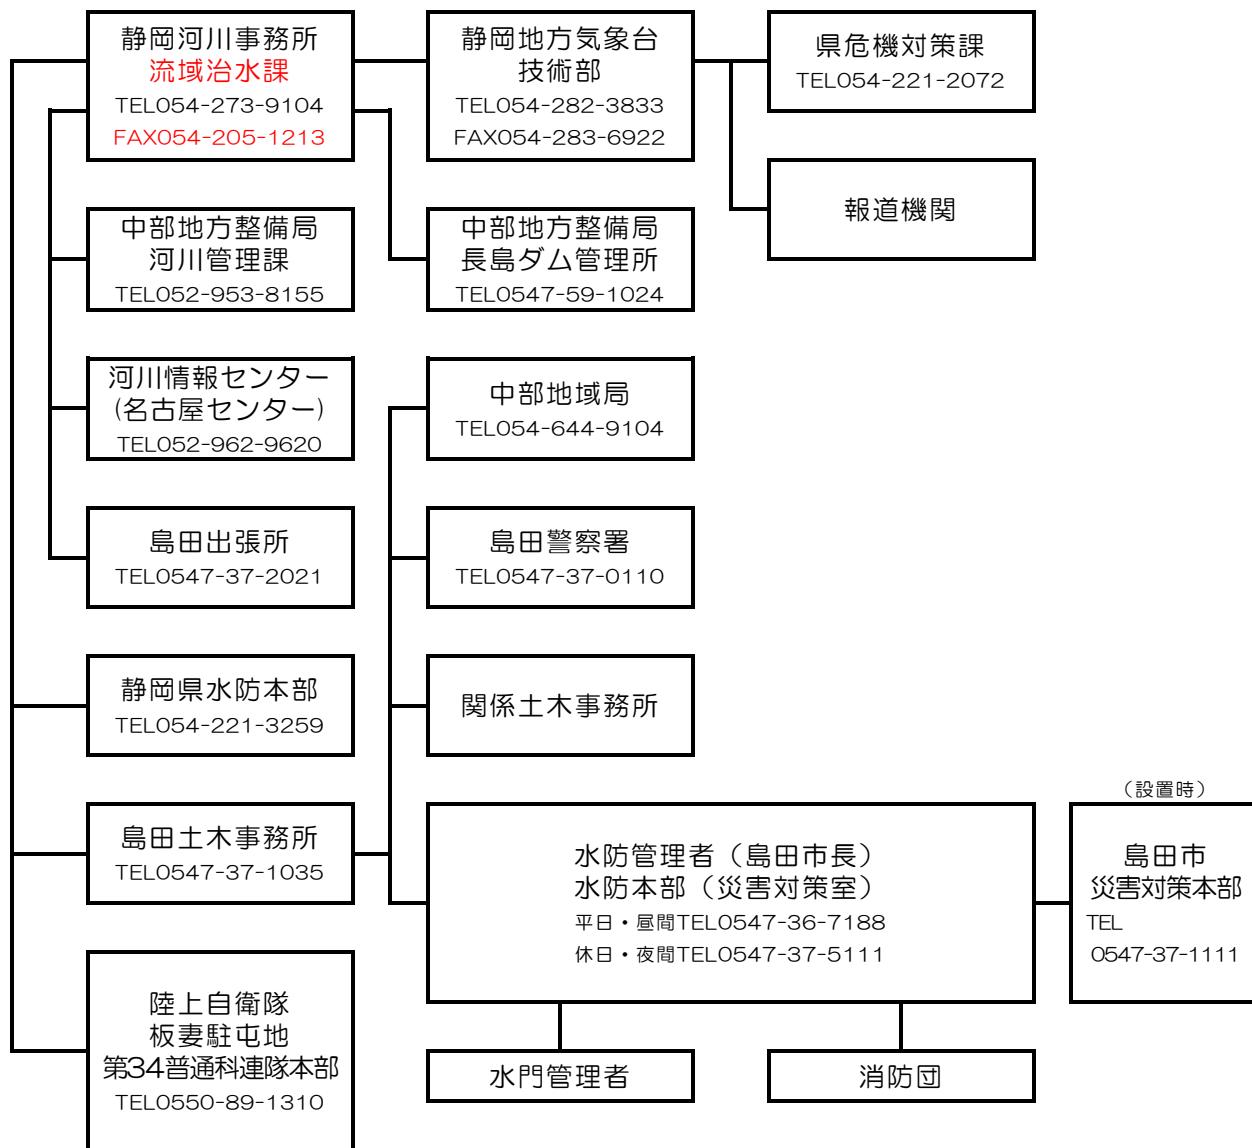 静岡河川事務所
流域治水課
TEL054-273-9104
FAX054-205-1213
静岡地方気象台
技術部
TEL054-282-3833
FAX054-283-6922
県危機対策課
TEL054-221-2072
報道機関
中部地方整備局
河川管理課
TEL052-953-8155
中部地方整備局
長島ダム管理所
TEL0547-59-1024
河川情報センター
(名古屋センター)
TEL052-962-9620
中部地域局
TEL054-644-9104
島田出張所
TEL0547-37-2021
島田警察署
TEL0547-37-0110
静岡県水防本部
TEL054-221-3259
関係土木事務所
島田土木事務所
TEL0547-37-1035
水防管理者（島田市長）
水防本部（災害対策室）
平日・昼間TEL0547-36-7188
休日・夜間TEL0547-37-5111
（設置時）
島田市
災害対策本部
TEL
0547-37-1111
陸上自衛隊
板妻駐屯地
第34普通科連隊本部
TEL0550-89-1310
水門管理者
消防団